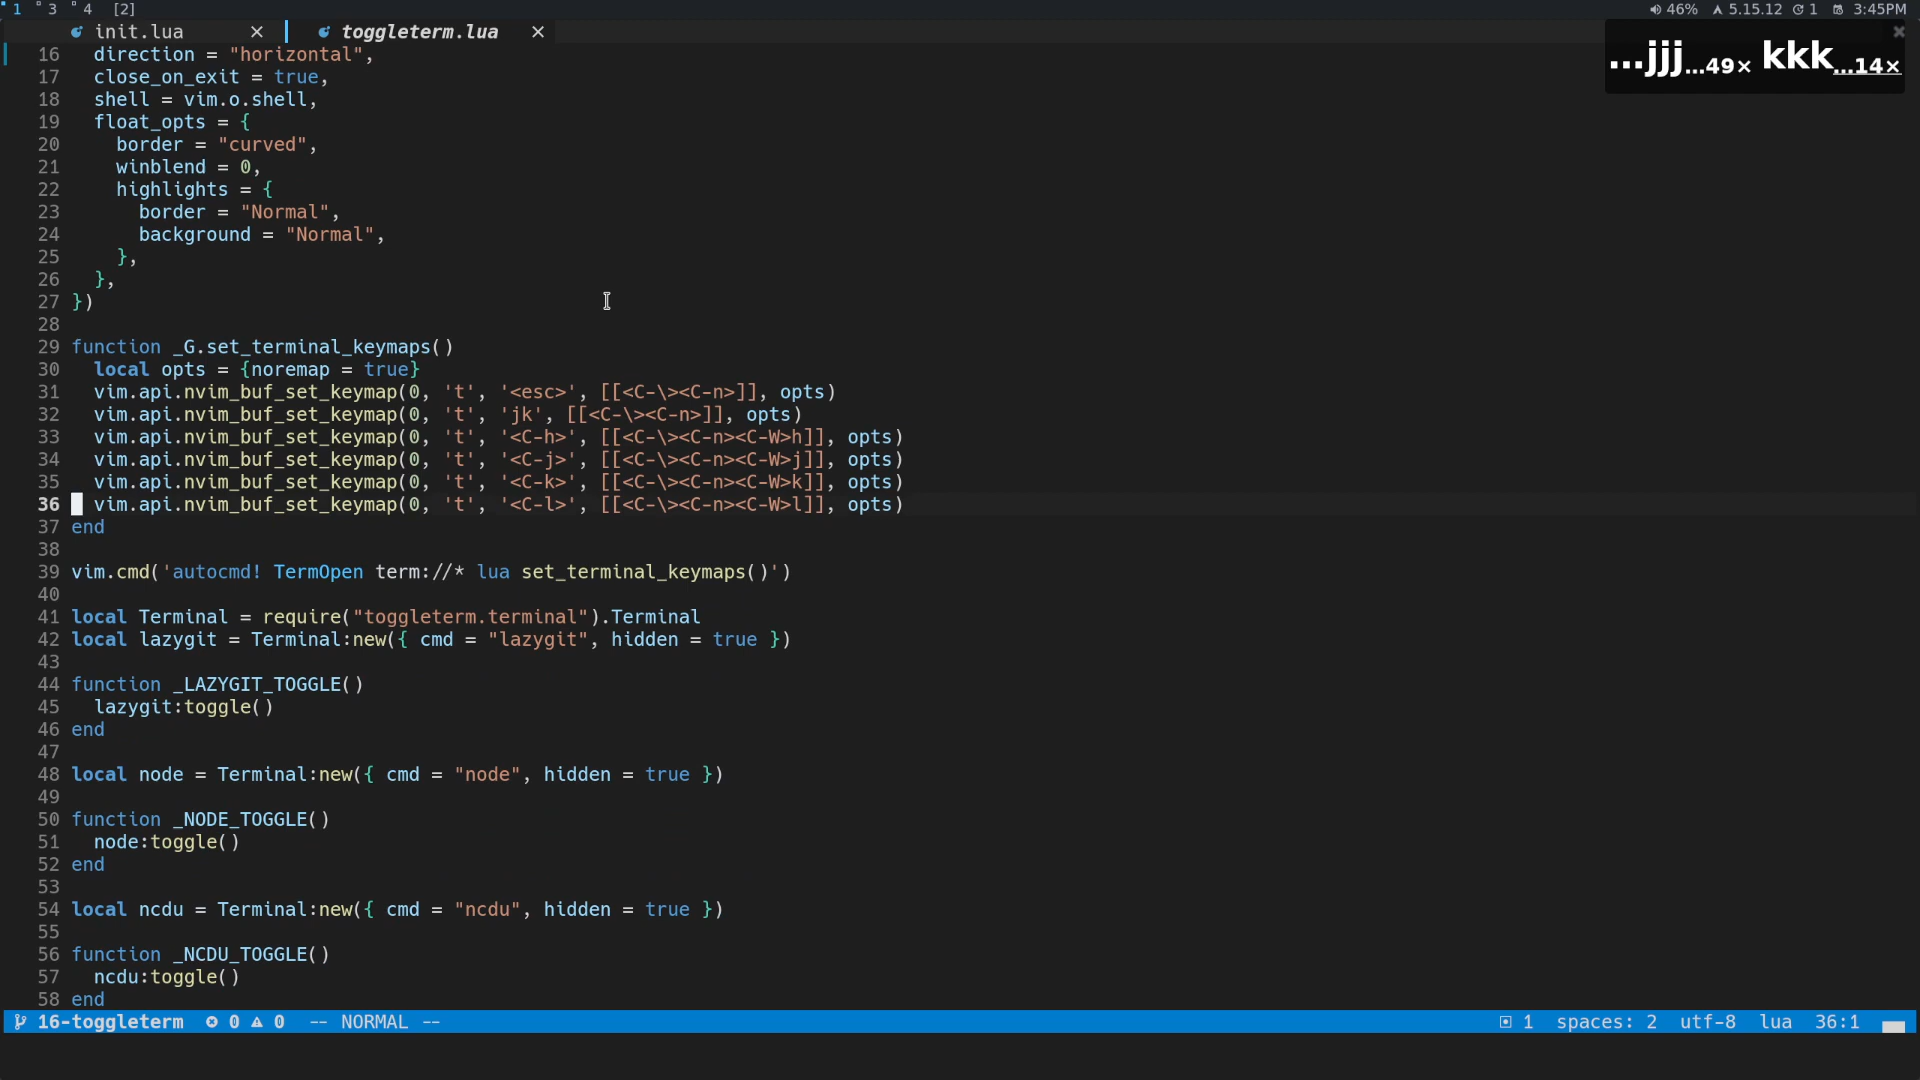 1 3 4 [2] 46% 5.15.12 1 3:45PM
init.lua × toggleterm.lua ×
...jjj...49× kkk...14×
16 direction = "horizontal",
17 close_on_exit = true,
18 shell = vim.o.shell,
19 float_opts = {
20 border = "curved",
21 winblend = 0,
22 highlights = {
23 border = "Normal",
24 background = "Normal",
25 },
26 },
27 })
28
29 function _G.set_terminal_keymaps()
30 local opts = {noremap = true}
31 vim.api.nvim_buf_set_keymap(0, 't', '<esc>', [[<C-\><C-n>]], opts)
32 vim.api.nvim_buf_set_keymap(0, 't', 'jk', [[<C-\><C-n>]], opts)
33 vim.api.nvim_buf_set_keymap(0, 't', '<C-h>', [[<C-\><C-n><C-W>h]], opts)
34 vim.api.nvim_buf_set_keymap(0, 't', '<C-j>', [[<C-\><C-n><C-W>j]], opts)
35 vim.api.nvim_buf_set_keymap(0, 't', '<C-k>', [[<C-\><C-n><C-W>k]], opts)
36 vim.api.nvim_buf_set_keymap(0, 't', '<C-l>', [[<C-\><C-n><C-W>l]], opts)
37 end
38
39 vim.cmd('autocmd! TermOpen term://* lua set_terminal_keymaps()')
40
41 local Terminal = require("toggleterm.terminal").Terminal
42 local lazygit = Terminal:new({ cmd = "lazygit", hidden = true })
43
44 function _LAZYGIT_TOGGLE()
45 lazygit:toggle()
46 end
47
48 local node = Terminal:new({ cmd = "node", hidden = true })
49
50 function _NODE_TOGGLE()
51 node:toggle()
52 end
53
54 local ncdu = Terminal:new({ cmd = "ncdu", hidden = true })
55
56 function _NCDU_TOGGLE()
57 ncdu:toggle()
58 end
16-toggleterm 0 0 -- NORMAL -- 1 spaces: 2 utf-8 lua 36:1